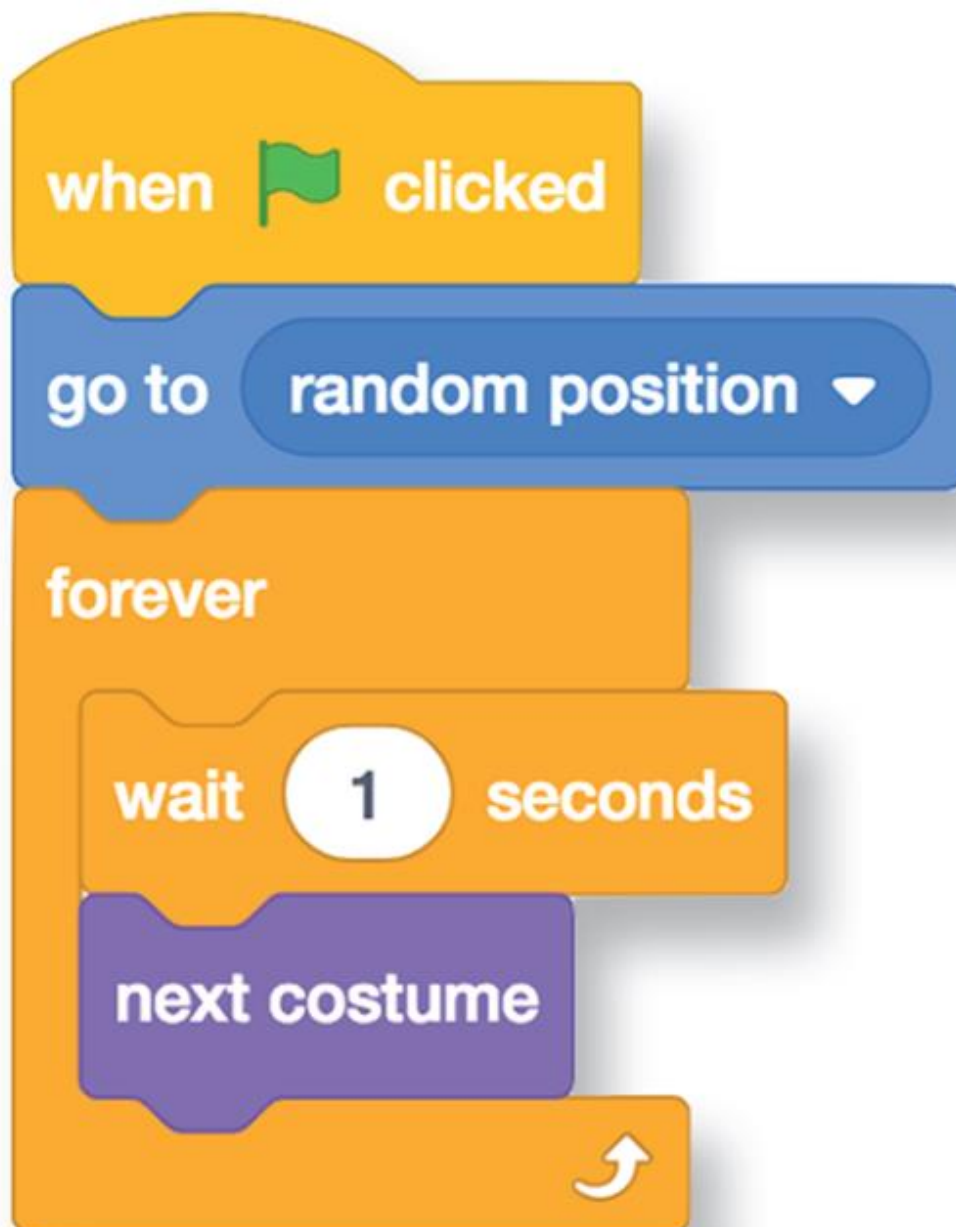 when clicked
go to random position
forever
wait 1 seconds
next costume